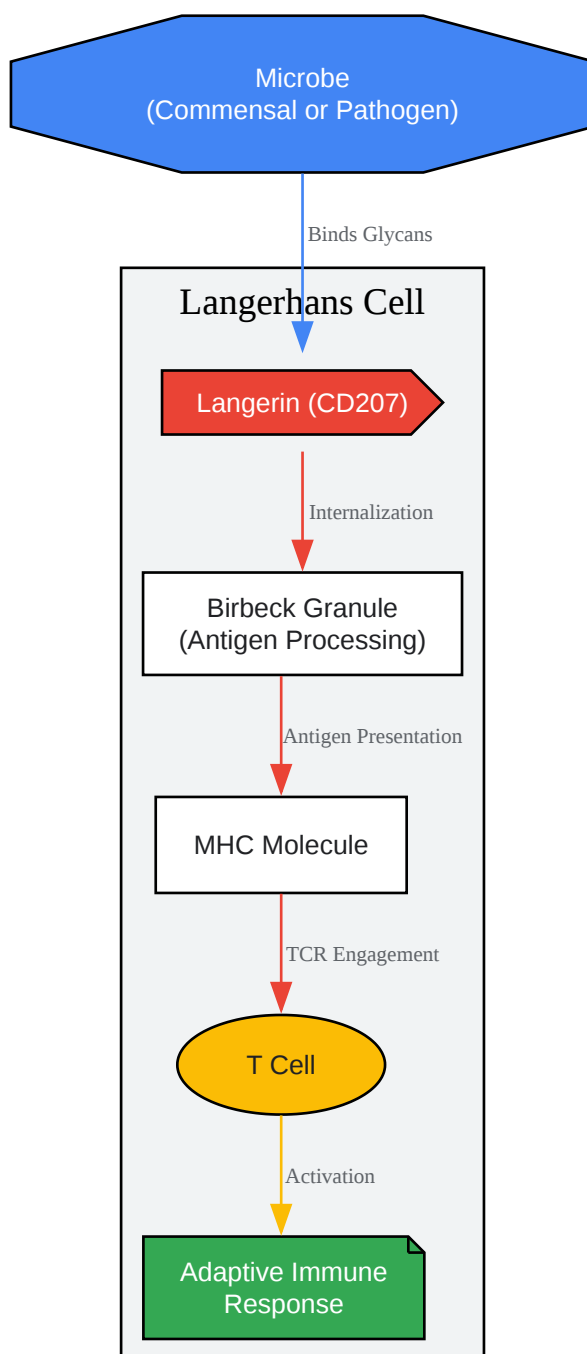 Microbe
(Commensal or Pathogen)
Binds Glycans
Langerhans Cell
Langerin (CD207)
Internalization
Birbeck Granule
(Antigen Processing)
Antigen Presentation
MHC Molecule
TCR Engagement
T Cell
Activation
Adaptive Immune
Response